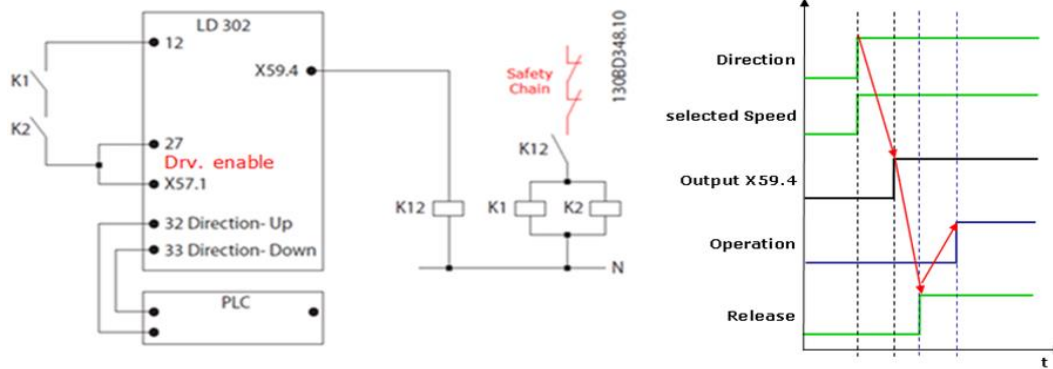 LD 302
12
X59.4
K1
K2
27
Drv. enable
X57.1
32 Direction- Up
33 Direction- Down
PLC
K12
Safety
Chain
130BD348.10
K12
K1
K2
N
Direction
selected Speed
Output X59.4
Operation
Release
t